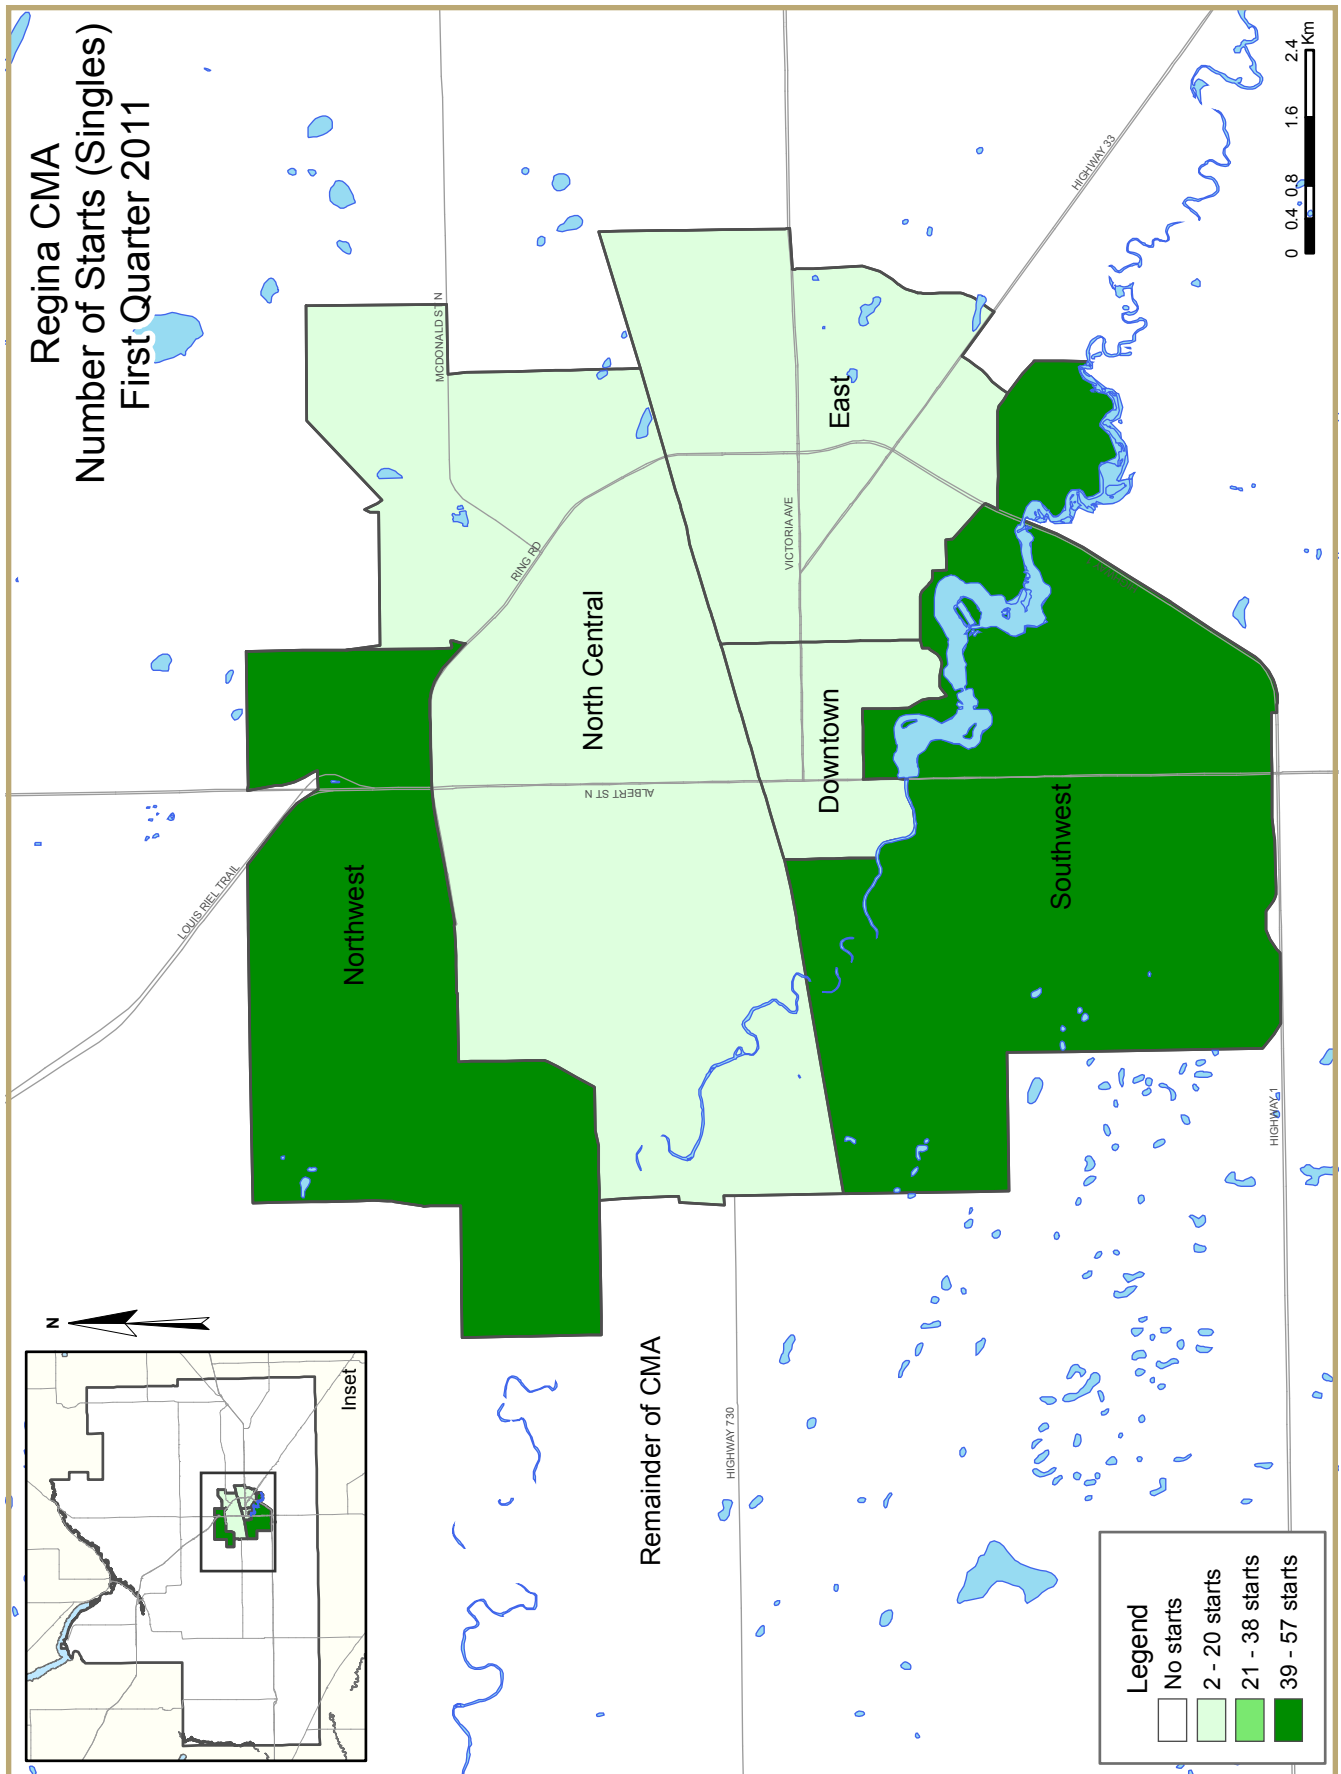 Regina CMA
Number of Starts (Singles)
First Quarter 2011
N
Inset
LOUIS RIEL TRAIL
MCDONALD ST N
Northwest
RING RD
North Central
ALBERT ST N
Remainder of CMA
HIGHWAY 730
VICTORIA AVE
Downtown
East
Southwest
HIGHWAY 33
HIGHWAY 1
Legend
No starts
2 - 20 starts
21 - 38 starts
39 - 57 starts
0 0.4 0.8 1.6 2.4
Km